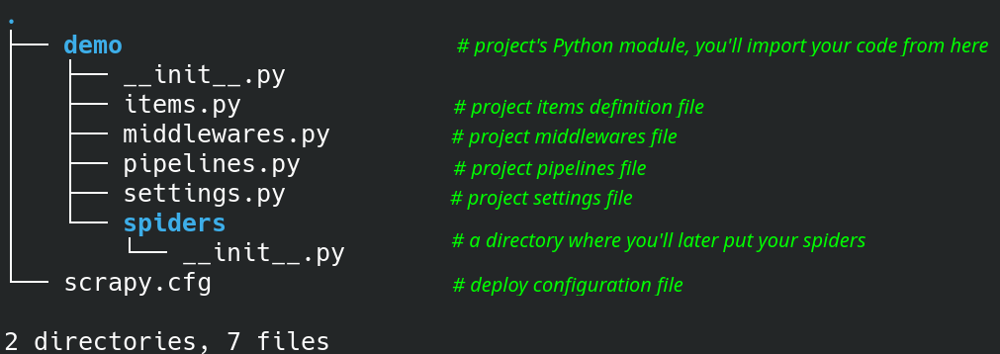 .
├── demo # project's Python module, you'll import your code from here
│   ├── __init__.py
│   ├── items.py # project items definition file
│   ├── middlewares.py # project middlewares file
│   ├── pipelines.py # project pipelines file
│   ├── settings.py # project settings file
│   └── spiders # a directory where you'll later put your spiders
│       └── __init__.py
└── scrapy.cfg # deploy configuration file
2 directories, 7 files